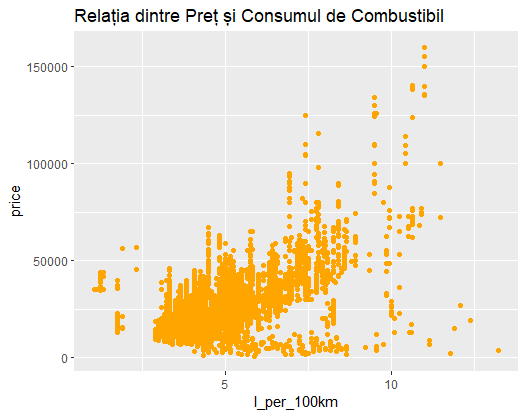 Relația dintre Preț și Consumul de Combustibil
150000
100000
50000
0
price
5
10
l_per_100km